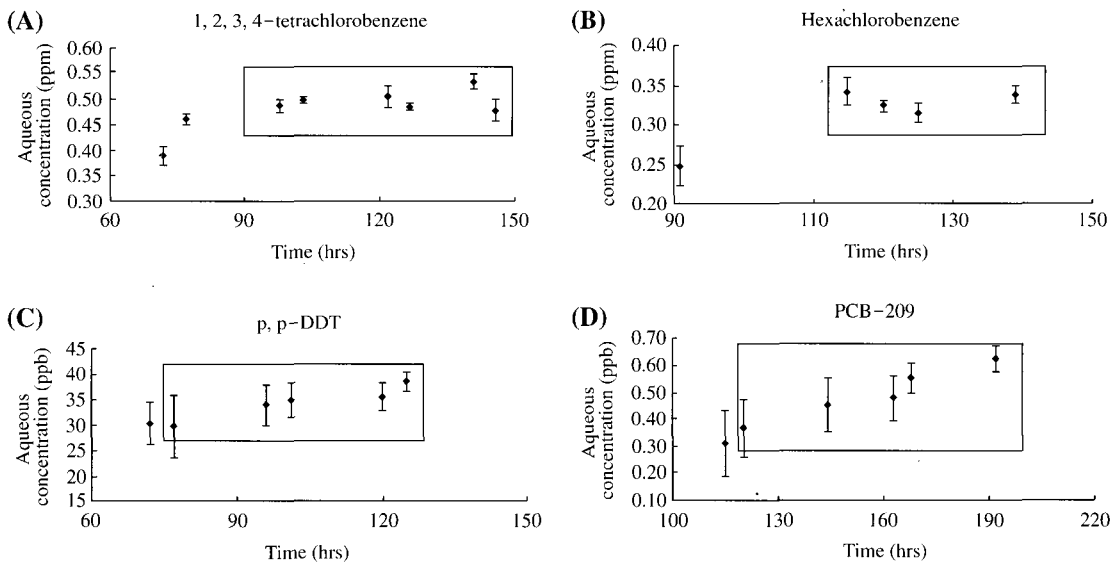 (A)
1, 2, 3, 4-tetrachlorobenzene
Aqueous
concentration (ppm)
0.60
0.55
0.50
0.45
0.40
0.35
0.30
60
90
120
150
Time (hrs)
(B)
Hexachlorobenzene
Aqueous
concentration (ppm)
0.40
0.35
0.30
0.25
0.20
90
110
130
150
Time (hrs)
(C)
p, p-DDT
Aqueous
concentration (ppb)
45
40
35
30
25
20
15
60
90
120
150
Time (hrs)
(D)
PCB-209
Aqueous
concentration (ppb)
0.70
0.60
0.50
0.40
0.30
0.20
0.10
100
130
160
190
220
Time (hrs)